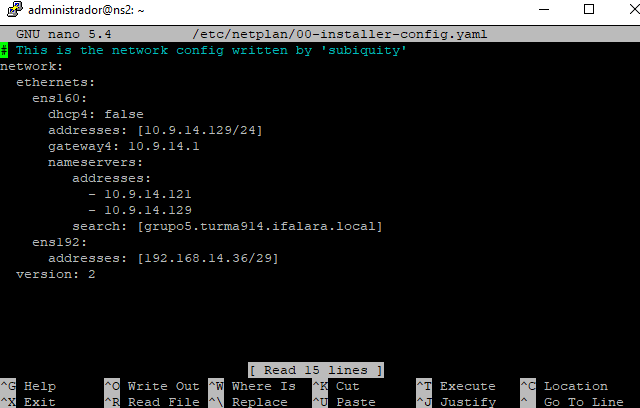 administrador@ns2: ~
GNU nano 5.4 /etc/netplan/00-installer-config.yaml
# This is the network config written by 'subiquity'
network:
  ethernets:
    ens160:
      dhcp4: false
      addresses: [10.9.14.129/24]
      gateway4: 10.9.14.1
      nameservers:
         addresses:
           - 10.9.14.121
           - 10.9.14.129
         search: [grupo5.turma914.ifalara.local]
    ens192:
      addresses: [192.168.14.36/29]
  version: 2
[ Read 15 lines ]
^G Help ^O Write Out ^W Where Is ^K Cut ^T Execute ^C Location
^X Exit ^R Read File ^\ Replace ^U Paste ^J Justify ^_ Go To Line